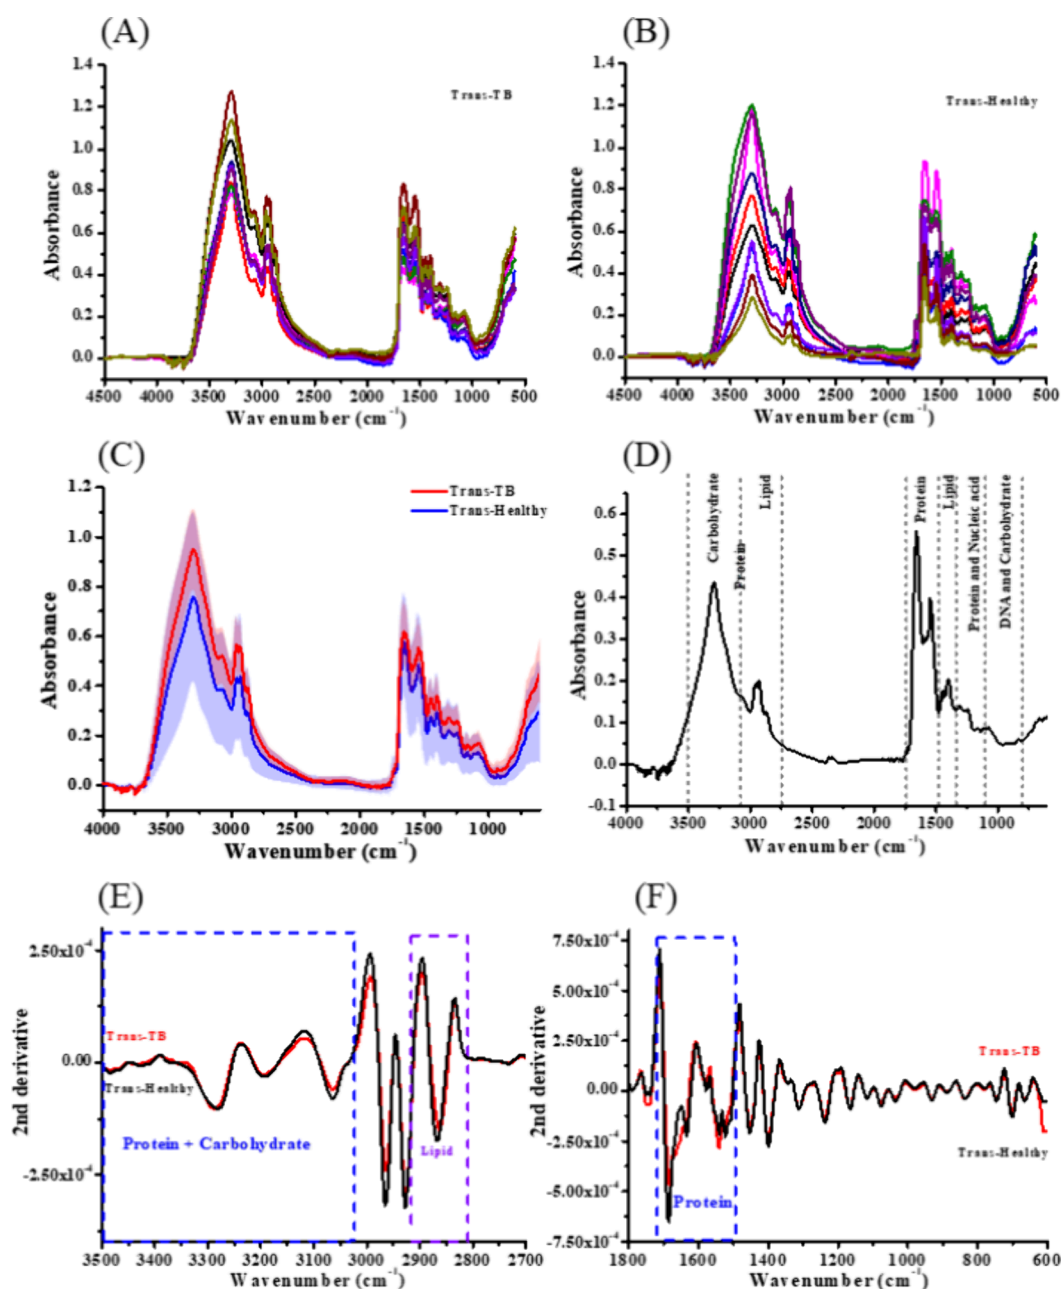 (A)
Trans-TB
1.4
1.2
1.0
0.8
0.6
0.4
0.2
0.0
Absorbance
4500 4000 3500 3000 2500 2000 1500 1000 500
Wavenumber (cm⁻¹)
(B)
Trans-Healthy
1.4
1.2
1.0
0.8
0.6
0.4
0.2
0.0
Absorbance
4500 4000 3500 3000 2500 2000 1500 1000 500
Wavenumber (cm⁻¹)
(C)
Trans-TB
Trans-Healthy
1.2
1.0
0.8
0.6
0.4
0.2
0.0
Absorbance
4000 3500 3000 2500 2000 1500 1000
Wavenumber (cm⁻¹)
(D)
Carbohydrate
Protein
Lipid
Protein
Lipid
Protein and Nucleic acid
DNA and Carbohydrate
0.6
0.5
0.4
0.3
0.2
0.1
0.0
-0.1
Absorbance
4000 3500 3000 2500 2000 1500 1000
Wavenumber (cm⁻¹)
(E)
2.50x10⁻⁴
0.00
-2.50x10⁻⁴
2nd derivative
Trans-TB
Trans-Healthy
Protein + Carbohydrate
Lipid
3500 3400 3300 3200 3100 3000 2900 2800 2700
Wavenumber (cm⁻¹)
(F)
7.50x10⁻⁴
5.00x10⁻⁴
2.50x10⁻⁴
0.00
-2.50x10⁻⁴
-5.00x10⁻⁴
-7.50x10⁻⁴
2nd derivative
Trans-TB
Trans-Healthy
Protein
1800 1600 1400 1200 1000 800 600
Wavenumber (cm⁻¹)